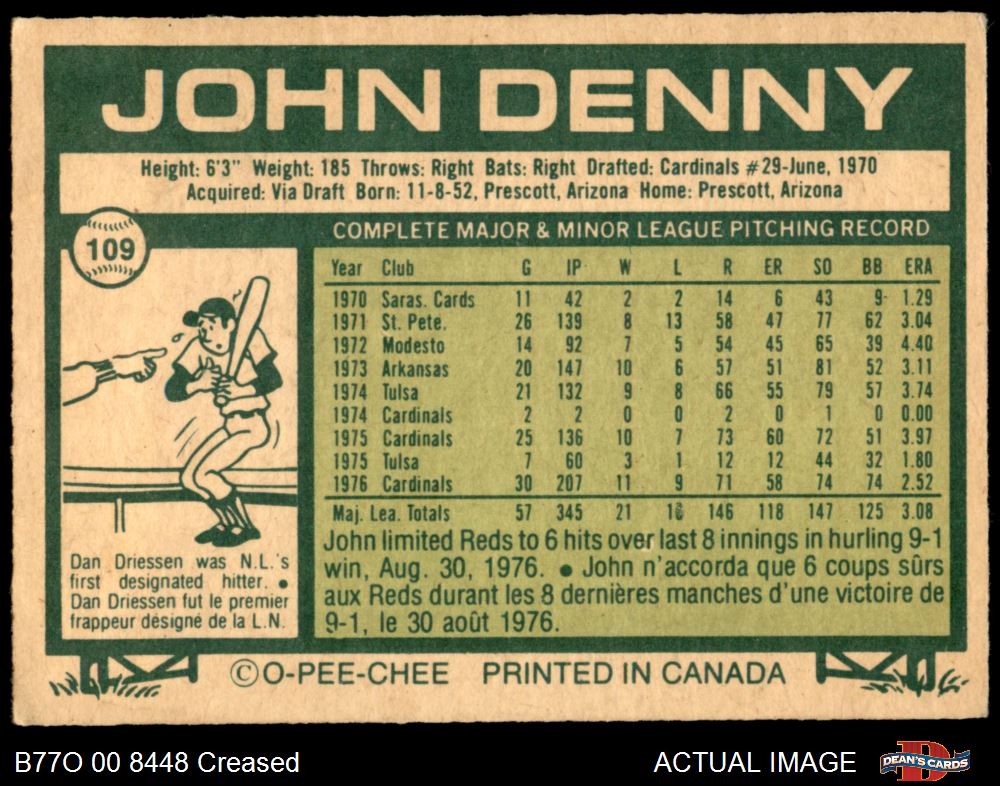 JOHN DENNY
Height: 6'3" Weight: 185 Throws: Right Bats: Right Drafted: Cardinals #29-June, 1970
Acquired: Via Draft Born: 11-8-52, Prescott, Arizona Home: Prescott, Arizona
109
COMPLETE MAJOR & MINOR LEAGUE PITCHING RECORD
Year Club G IP W L R ER SO BB ERA
1970 Saras. Cards 11 42 2 2 14 6 43 9 1.29
1971 St. Pete. 26 139 8 13 58 47 77 62 3.04
1972 Modesto 14 92 7 5 54 45 65 39 4.40
1973 Arkansas 20 147 10 6 57 51 81 52 3.11
1974 Tulsa 21 132 9 8 66 55 79 57 3.74
1974 Cardinals 2 2 0 0 2 0 1 0 0.00
1975 Cardinals 25 136 10 7 73 60 72 51 3.97
1975 Tulsa 7 60 3 1 12 12 44 32 1.80
1976 Cardinals 30 207 11 9 71 58 74 74 2.52
Maj. Lea. Totals 57 345 21 146 118 147 125 3.08
John limited Reds to 6 hits over last 8 innings in hurling 9-1
win, Aug. 30, 1976. ● John n'accorda que 6 coups sûrs
aux Reds durant les 8 dernières manches d'une victoire de
9-1, le 30 août 1976.
Dan Driessen was N.L.'s
first designated hitter. ●
Dan Driessen fut le premier
frappeur désigné de la L.N.
©O-PEE-CHEE PRINTED IN CANADA
B77O 00 8448 Creased
ACTUAL IMAGE
D
DEAN'S CARDS